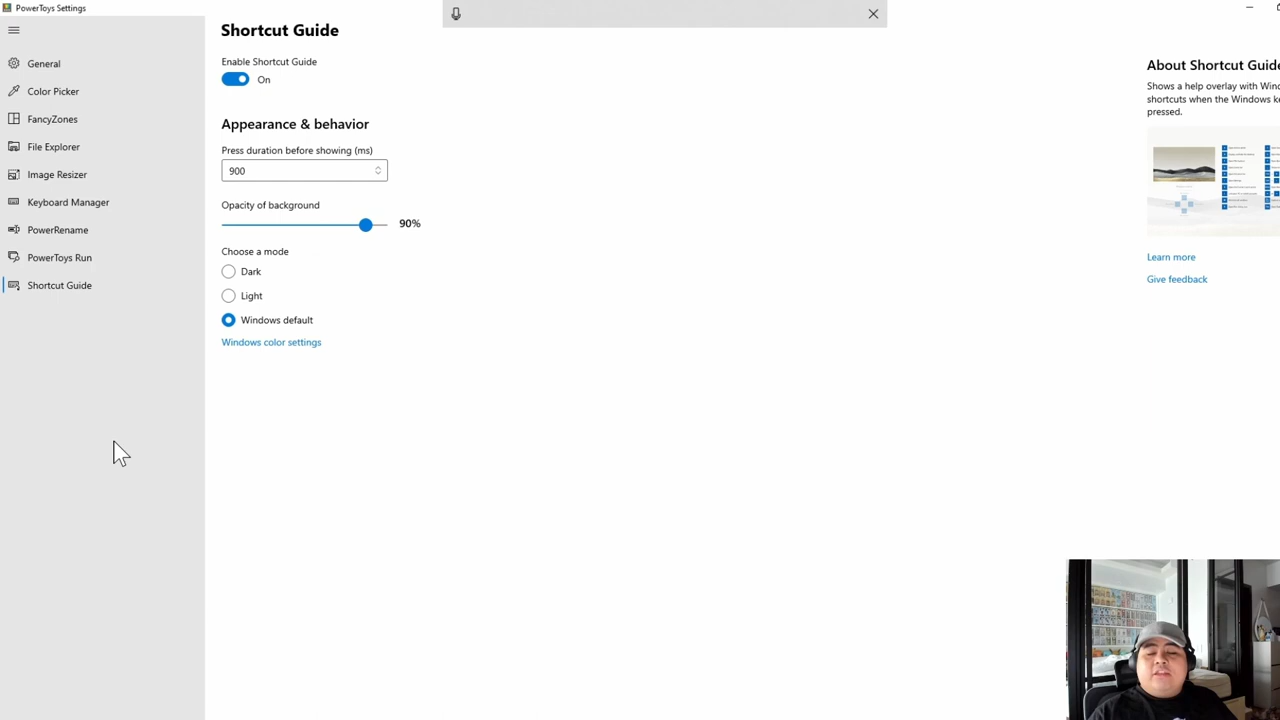 PowerToys Settings
General
Color Picker
FancyZones
File Explorer
Image Resizer
Keyboard Manager
PowerRename
PowerToys Run
Shortcut Guide
Shortcut Guide
Enable Shortcut Guide
On
Appearance & behavior
Press duration before showing (ms)
900
Opacity of background
90%
Choose a mode
Dark
Light
Windows default
Windows color settings
About Shortcut Guide
Shows a help overlay with Win
shortcuts when the Windows ke
pressed.
Learn more
Give feedback